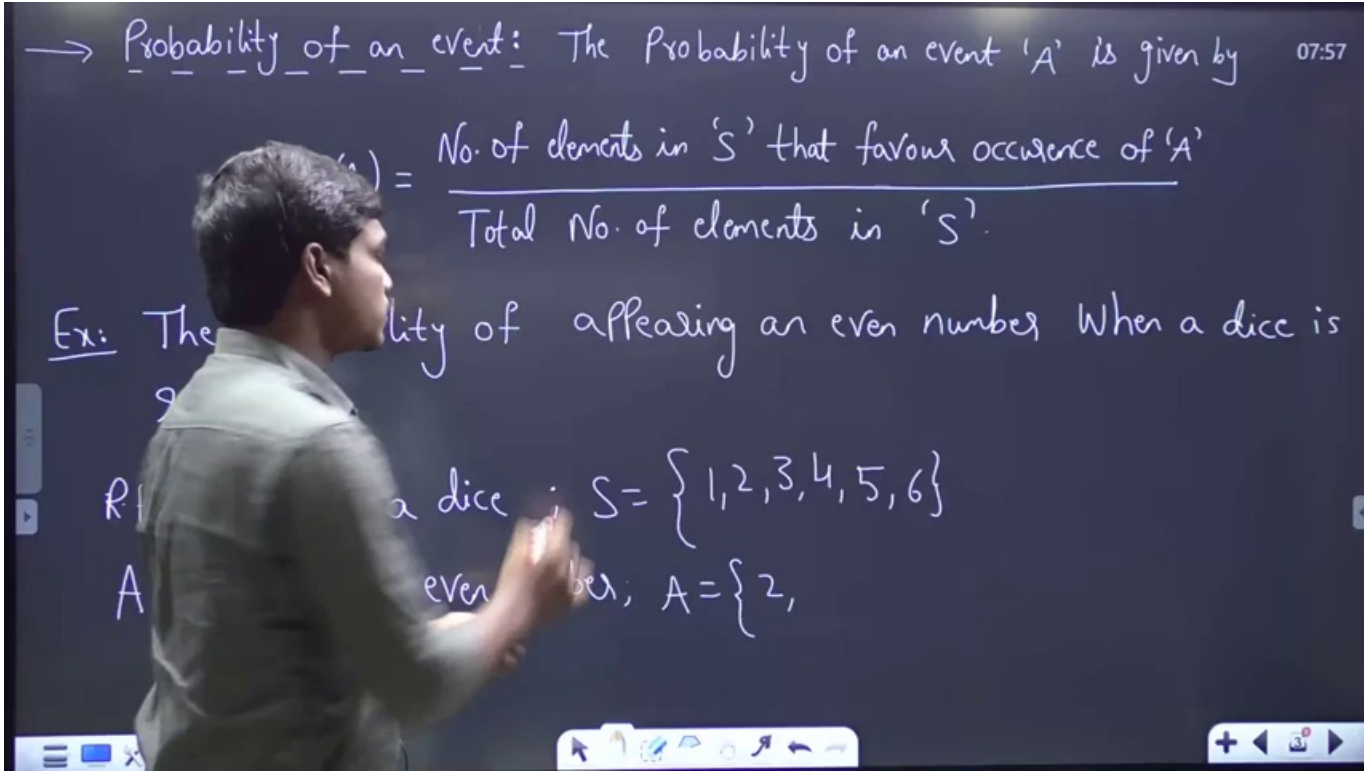 → Probability of an event: The Probability of an event 'A' is given by 07:57
) = No. of elements in 'S' that favour occurence of 'A'
Total No. of elements in 'S'.
Ex: The lity of appearing an even number When a dice is
R. a dice ; S = {1,2,3,4,5,6}
A even ber; A = {2,
3